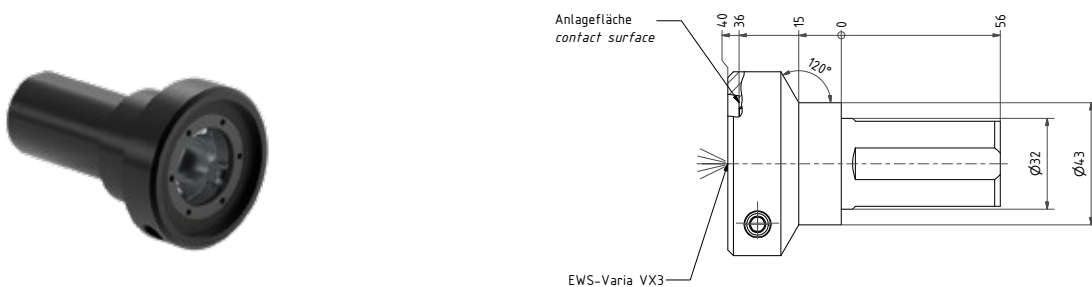 Anlagefläche
contact surface
40
36
15
0
56
120°
Ø32
Ø43
EWS-Varia VX3